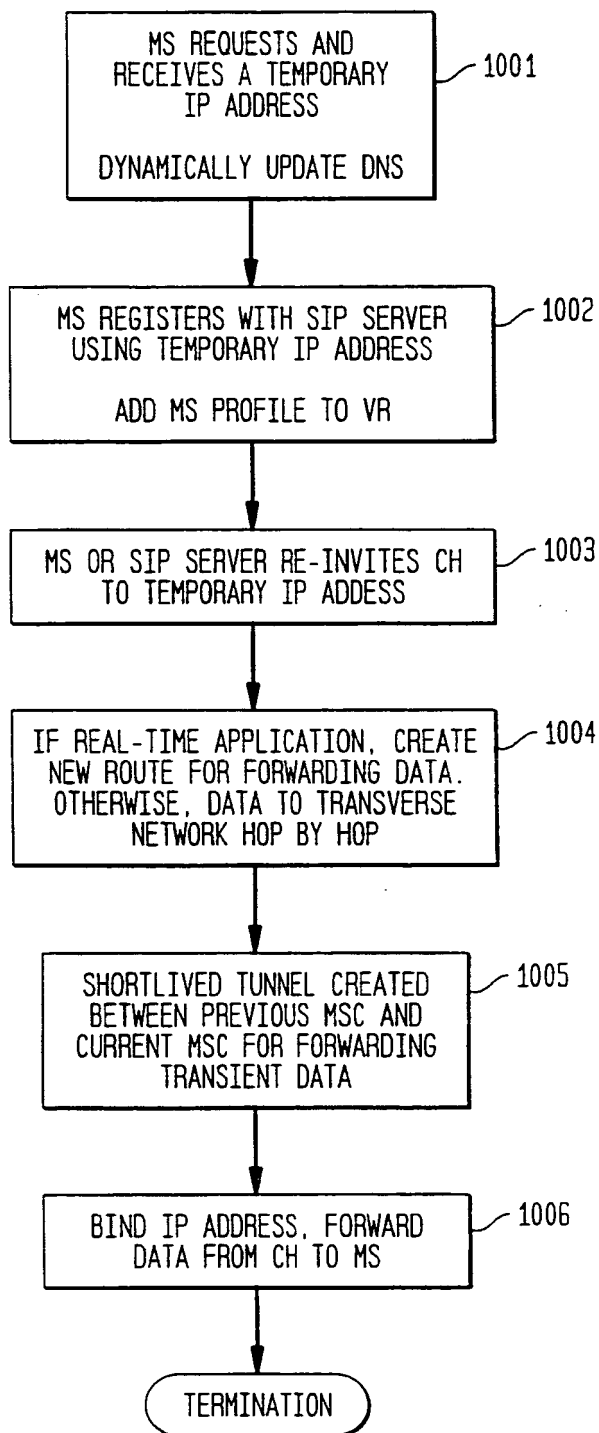 MS REQUESTS AND
RECEIVES A TEMPORARY
IP ADDRESS
DYNAMICALLY UPDATE DNS
1001
MS REGISTERS WITH SIP SERVER
USING TEMPORARY IP ADDRESS
ADD MS PROFILE TO VR
1002
MS OR SIP SERVER RE-INVITES CH
TO TEMPORARY IP ADDESS
1003
IF REAL-TIME APPLICATION, CREATE
NEW ROUTE FOR FORWARDING DATA.
OTHERWISE, DATA TO TRANSVERSE
NETWORK HOP BY HOP
1004
SHORTLIVED TUNNEL CREATED
BETWEEN PREVIOUS MSC AND
CURRENT MSC FOR FORWARDING
TRANSIENT DATA
1005
BIND IP ADDRESS, FORWARD
DATA FROM CH TO MS
1006
TERMINATION